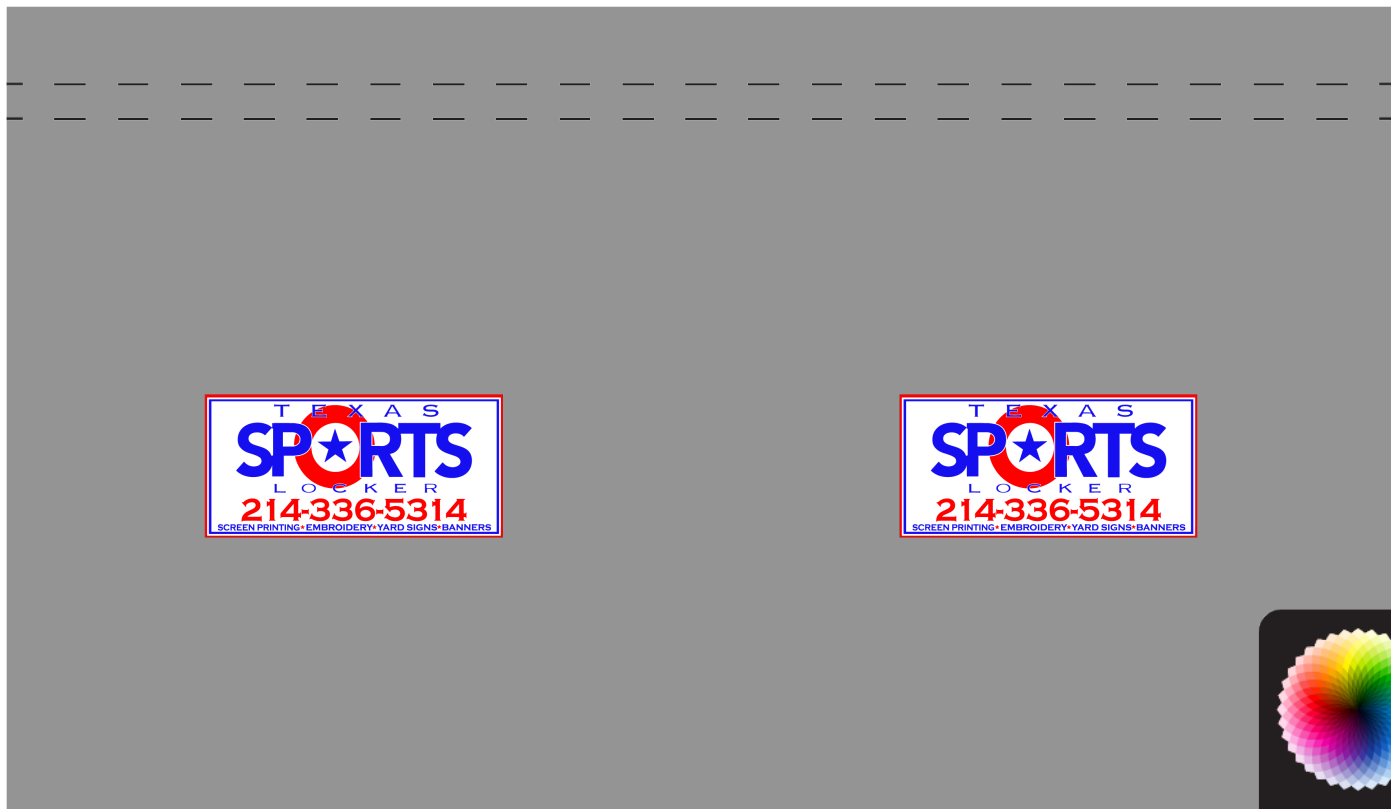 TEXAS
SPORTS
LOCKER
214-336-5314
SCREEN PRINTING★EMBROIDERY★YARD SIGNS★BANNERS
TEXAS
SPORTS
LOCKER
214-336-5314
SCREEN PRINTING★EMBROIDERY★YARD SIGNS★BANNERS